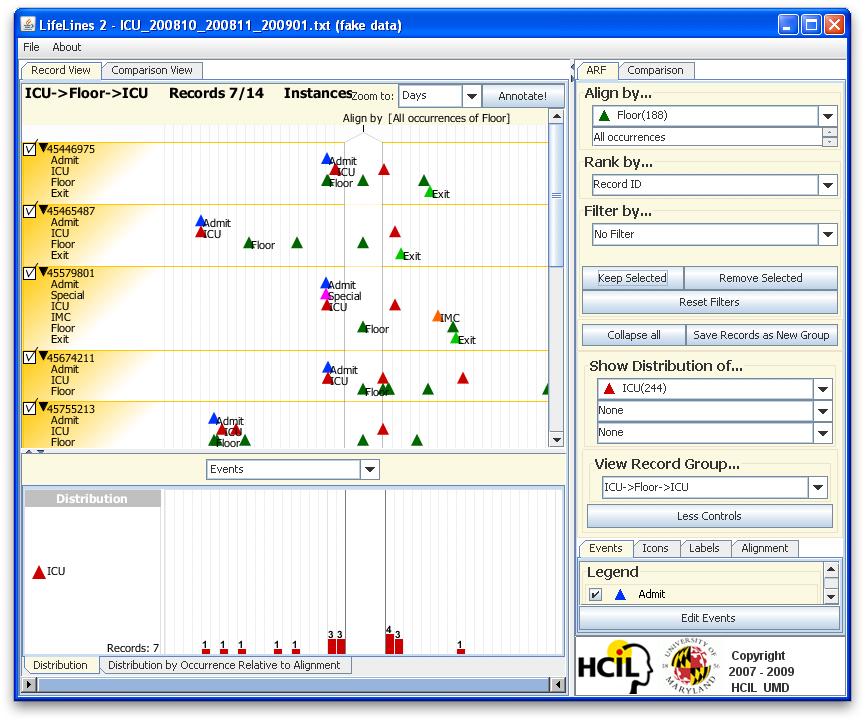 LifeLines 2 - ICU_200810_200811_200901.txt (fake data)
File About
Record View Comparison View
ICU->Floor->ICU Records 7/14 Instances Zoom to: Days Annotate!
Align by [All occurrences of Floor]
45446975
Admit Admit
ICU ICU
Floor Floor
Exit Exit
45465487
Admit Admit
ICU ICU
Floor Floor
Exit Exit
45579801
Admit Admit
Special Special
ICU ICU
IMC IMC
Floor Floor
Exit Exit
45674211
Admit Admit
ICU ICU
Floor Floor
45755213
Admit Admit
ICU ICU
Floor Floor
Events
Distribution
ICU
1 1 1 1 1 3 3 4 3 1
Records: 7
Distribution Distribution by Occurrence Relative to Alignment
ARF Comparison
Align by...
Floor(188)
All occurrences
Rank by...
Record ID
Filter by...
No Filter
Keep Selected Remove Selected
Reset Filters
Collapse all Save Records as New Group
Show Distribution of...
ICU(244)
None
None
View Record Group...
ICU->Floor->ICU
Less Controls
Events Icons Labels Alignment
Legend
Admit
Edit Events
HCIL
UNIVERSITY OF
MARYLAND
18 56
Copyright
2007 - 2009
HCIL UMD